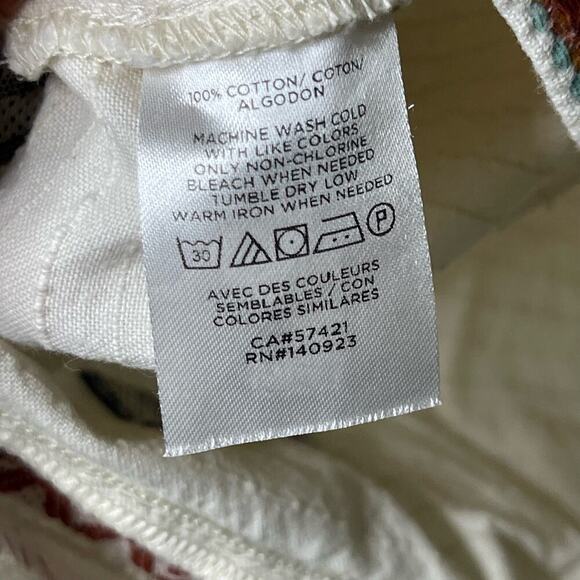 100% COTTON/ COTON/
ALGODON
MACHINE WASH COLD
WITH LIKE COLORS
ONLY NON-CHLORINE
BLEACH WHEN NEEDED
TUMBLE DRY LOW
WARM IRON WHEN NEEDED
30 P
AVEC DES COULEURS
SEMBLABLES / CON
COLORES SIMILARES
CA#57421
RN#140923